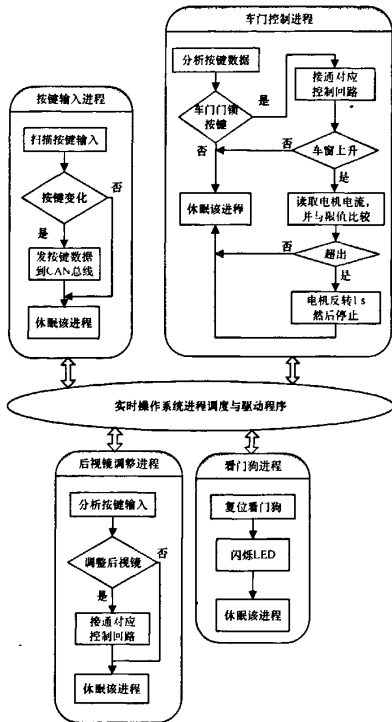 车门控制进程
分析按键数据
车门门锁
按键
是
否
接通对应
控制回路
车窗上升
否
是
读取电机电流,
并与限值比较
超出
否
是
电机反转1s
然后停止
休眠该进程
按键输入进程
扫描按键输入
按键变化
否
是
发按键数据
到CAN总线
休眠该进程
实时操作系统进程调度与驱动程序
后视镜调整进程
分析按键输入
调整后视镜
否
是
接通对应
控制回路
休眠该进程
看门狗进程
复位看门狗
闪烁LED
休眠该进程